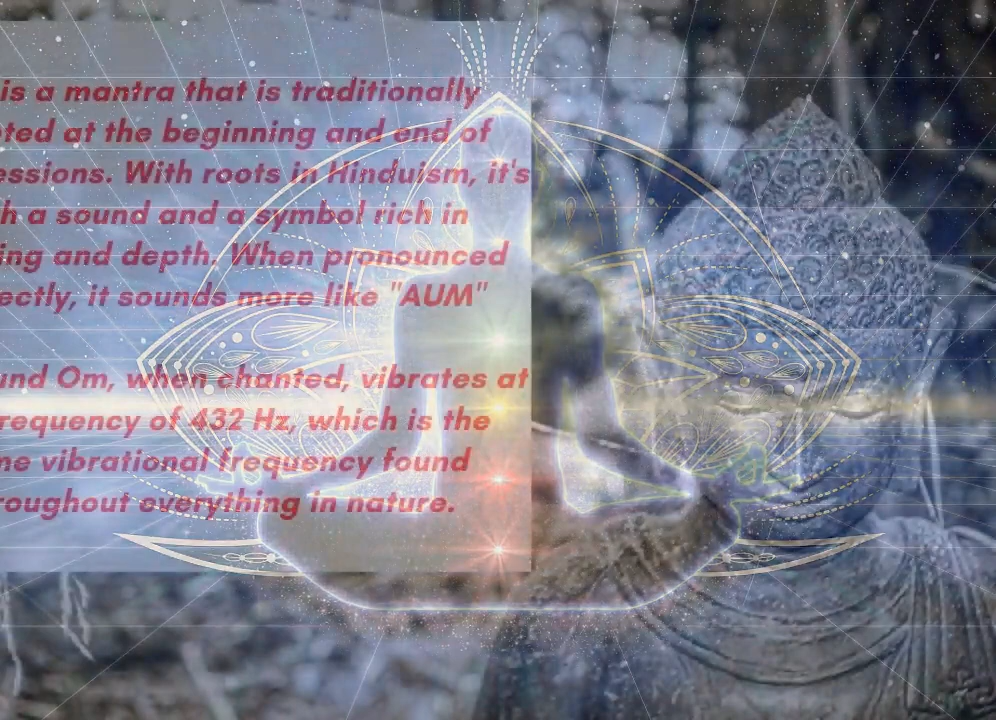 is a mantra that is traditionally
ted at the beginning and end of
essions. With roots in Hinduism, it's
h a sound and a symbol rich in
ing and depth. When pronounced
ectly, it sounds more like "AUM"
und Om, when chanted, vibrates at
requency of 432 Hz, which is the
me vibrational frequency found
roughout everything in nature.